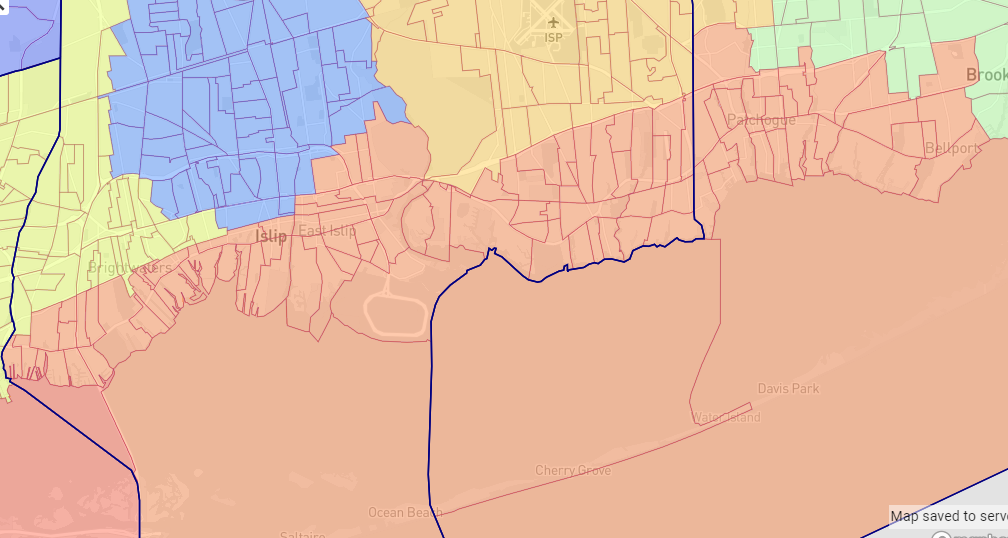 ISP
Brook
Patchogue
Bellport
East Islip
Islip
Brightwaters
Davis Park
Water Island
Cherry Grove
Ocean Beach
Map saved to serve
Saltaire